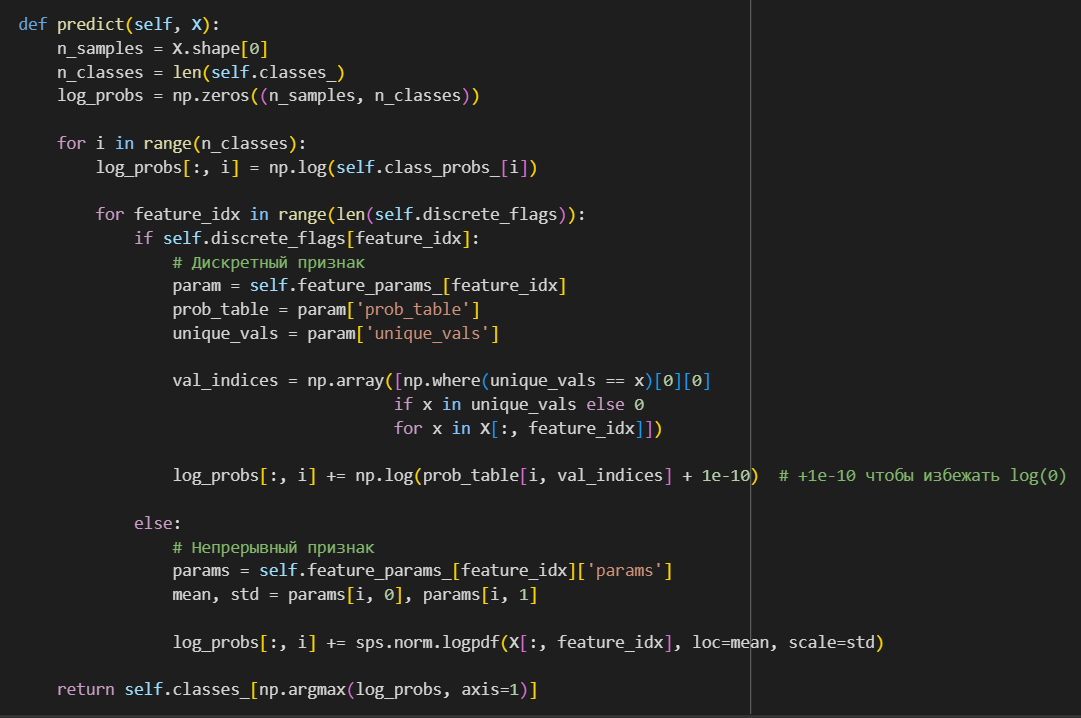 def predict(self, X):
    n_samples = X.shape[0]
    n_classes = len(self.classes_)
    log_probs = np.zeros((n_samples, n_classes))

    for i in range(n_classes):
        log_probs[:, i] = np.log(self.class_probs_[i])

        for feature_idx in range(len(self.discrete_flags)):
            if self.discrete_flags[feature_idx]:
                # Дискретный признак
                param = self.feature_params_[feature_idx]
                prob_table = param['prob_table']
                unique_vals = param['unique_vals']

                val_indices = np.array([np.where(unique_vals == x)[0][0]
                                       if x in unique_vals else 0
                                       for x in X[:, feature_idx]])

                log_probs[:, i] += np.log(prob_table[i, val_indices] + 1e-10)  # +1e-10 чтобы избежать log(0)

            else:
                # Непрерывный признак
                params = self.feature_params_[feature_idx]['params']
                mean, std = params[i, 0], params[i, 1]

                log_probs[:, i] += sps.norm.logpdf(X[:, feature_idx], loc=mean, scale=std)

    return self.classes_[np.argmax(log_probs, axis=1)]